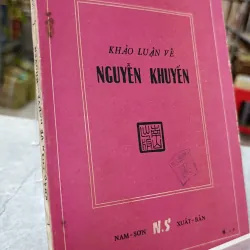 KHẢO LUẬN VỀ
NGUYỄN KHUYẾN
NAM-SƠN N.S XUẤT-BẢN